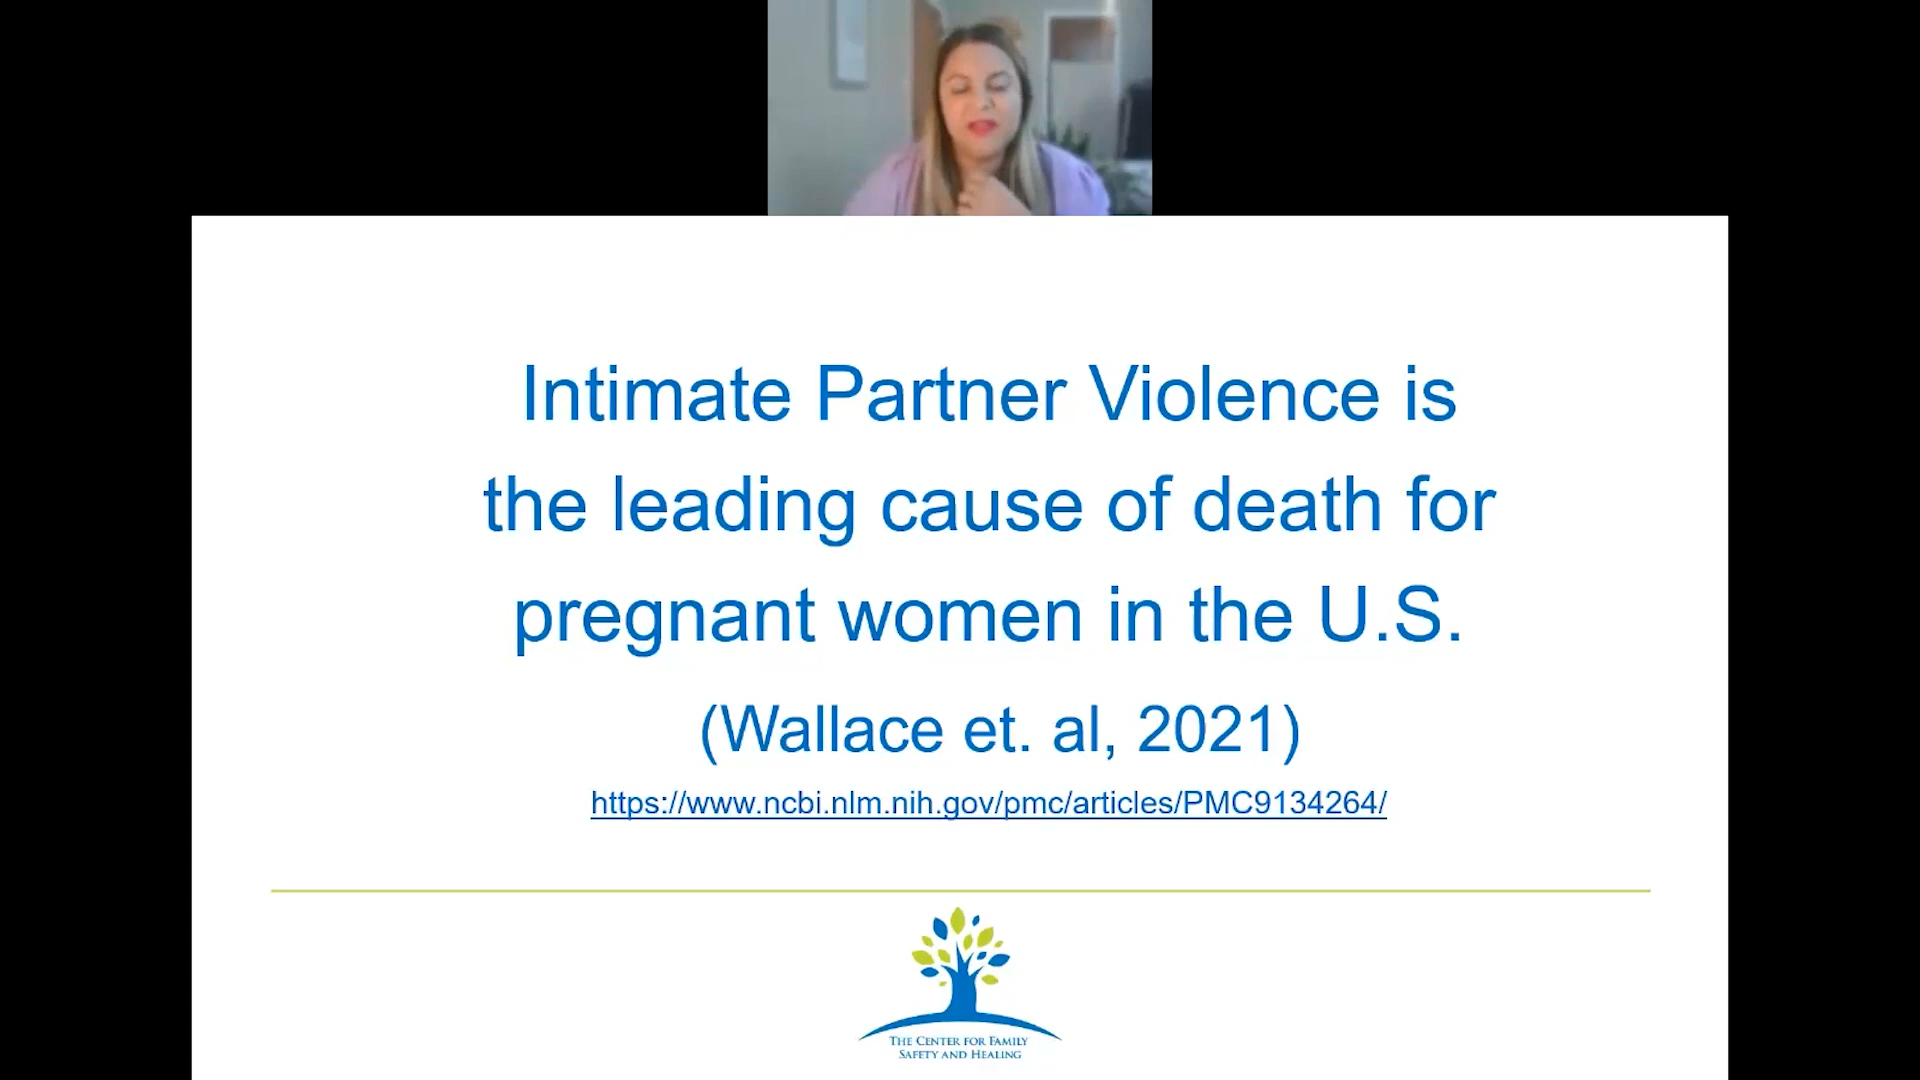 Intimate Partner Violence is
the leading cause of death for
pregnant women in the U.S.
(Wallace et. al, 2021)
https://www.ncbi.nlm.nih.gov/pmc/articles/PMC9134264/
THE CENTER FOR FAMILY
SAFETY AND HEALING